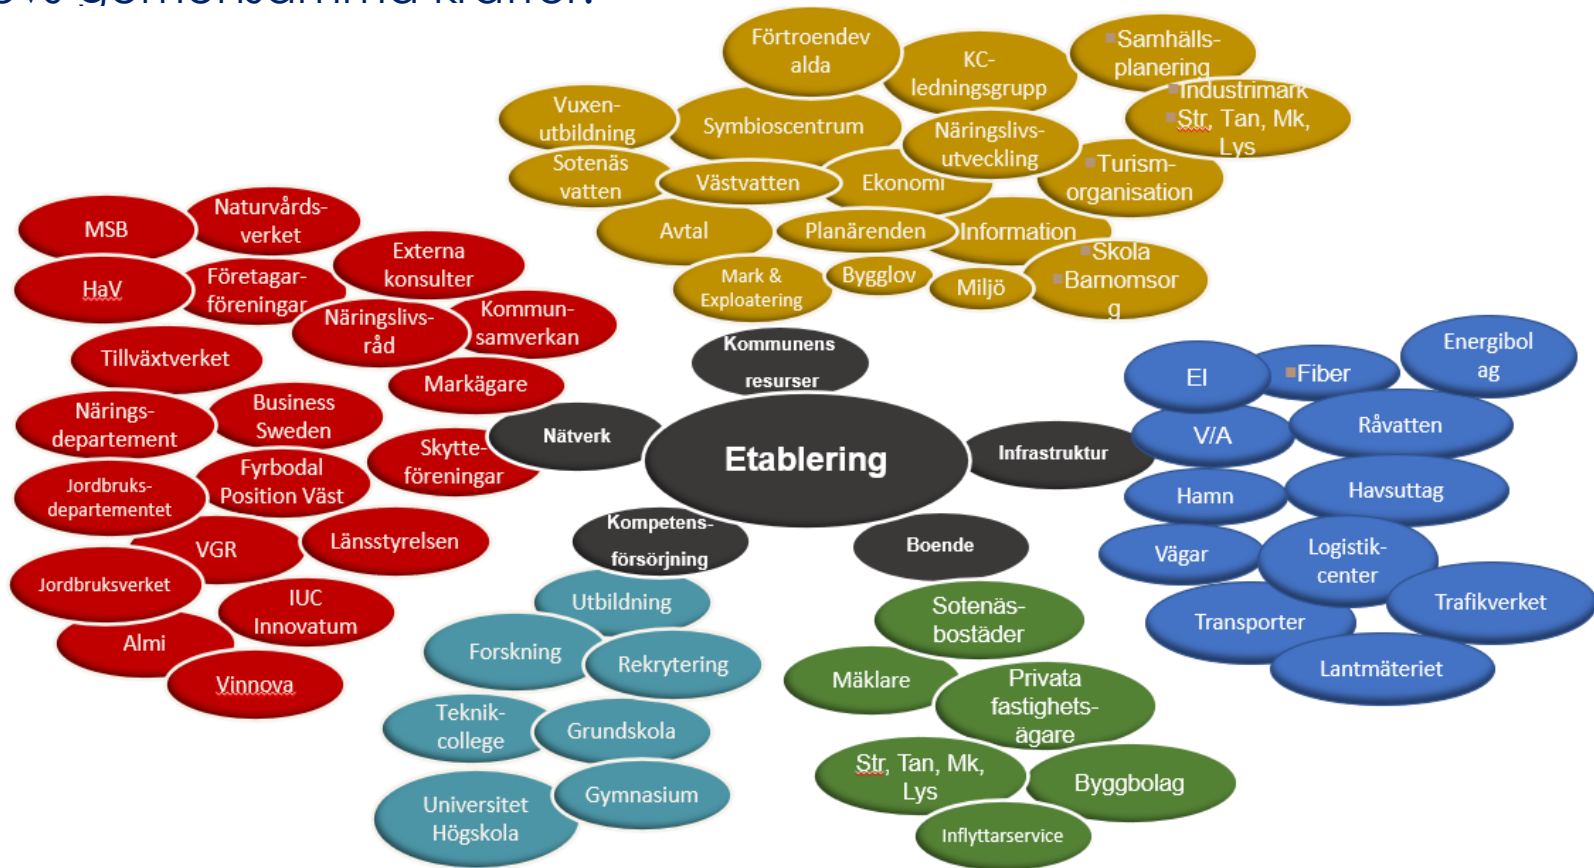 gemensamma krafter.
Förtroendev
alda
KC-
ledningsgrupp
Samhälls-
planering
Industrimark
Str, Tan, Mk,
Lys
Vuxen-
utbildning
Symbioscentrum
Näringslivs-
utveckling
Sotenäs
vatten
Västvatten
Ekonomi
Turism-
organisation
Avtal
Planärenden
Information
Mark &
Exploatering
Bygglov
Miljö
Skola
Barnomsor
g
MSB
Naturvårds-
verket
Externa
konsulter
HaV
Företagar-
föreningar
Näringslivs-
råd
Kommun-
samverkan
Tillväxtverket
Markägare
Närings-
departement
Business
Sweden
Skytte-
föreningar
Jordbruks-
departementet
Fyrbodal
Position Väst
VGR
Länsstyrelsen
Jordbruksverket
IUC
Innovatum
Almi
Vinnova
Kommunens
resurser
Nätverk
Etablering
Infrastruktur
Kompetens-
försörjning
Boende
El
Fiber
Energibol
ag
V/A
Råvatten
Hamn
Havsuttag
Vägar
Logistik-
center
Trafikverket
Transporter
Lantmäteriet
Utbildning
Forskning
Rekrytering
Teknik-
college
Grundskola
Universitet
Högskola
Gymnasium
Sotenäs-
bostäder
Mäklare
Privata
fastighets-
ägare
Str, Tan, Mk,
Lys
Byggbolag
Inflyttarservice